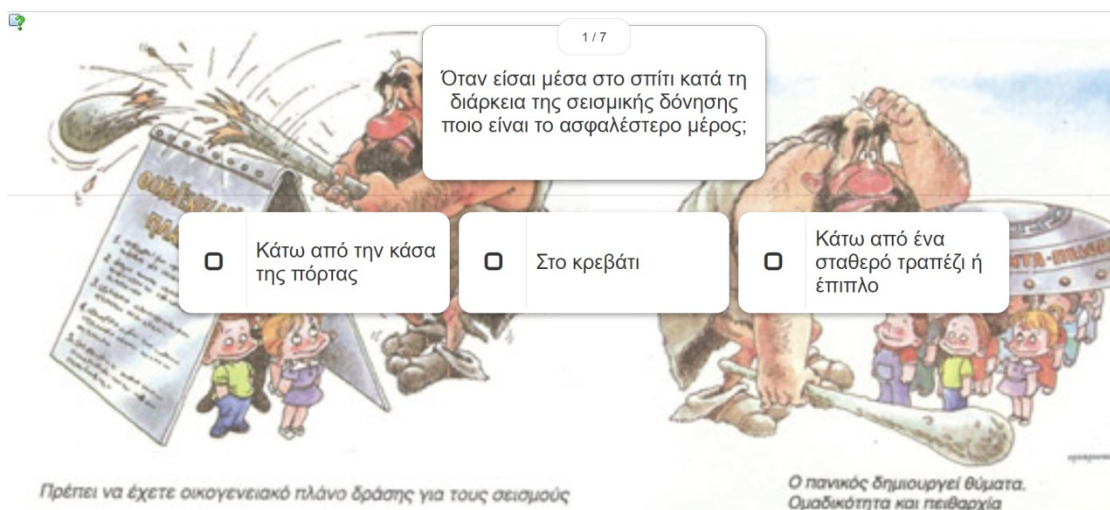 1 / 7
Όταν είσαι μέσα στο σπίτι κατά τη
διάρκεια της σεισμικής δόνησης
ποιο είναι το ασφαλέστερο μέρος;
Κάτω από την κάσα
της πόρτας
Στο κρεβάτι
Κάτω από ένα
σταθερό τραπέζι ή
έπιπλο
Πρέπει να έχετε οικογενειακό πλάνο δράσης για τους σεισμούς
Ο πανικός δημιουργεί θύματα.
Ομαδικότητα και πειθαρχία